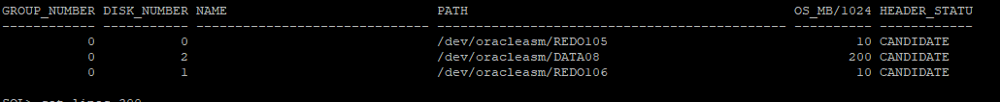 GROUP_NUMBER DISK_NUMBER NAME PATH OS_MB/1024 HEADER_STATU
------------ ----------- ------------------------------ --------------------------------------------- ---------- ------------
0 0 /dev/oracleasm/REDO105 10 CANDIDATE
0 2 /dev/oracleasm/DATA08 200 CANDIDATE
0 1 /dev/oracleasm/REDO106 10 CANDIDATE
SQL> set lines 200